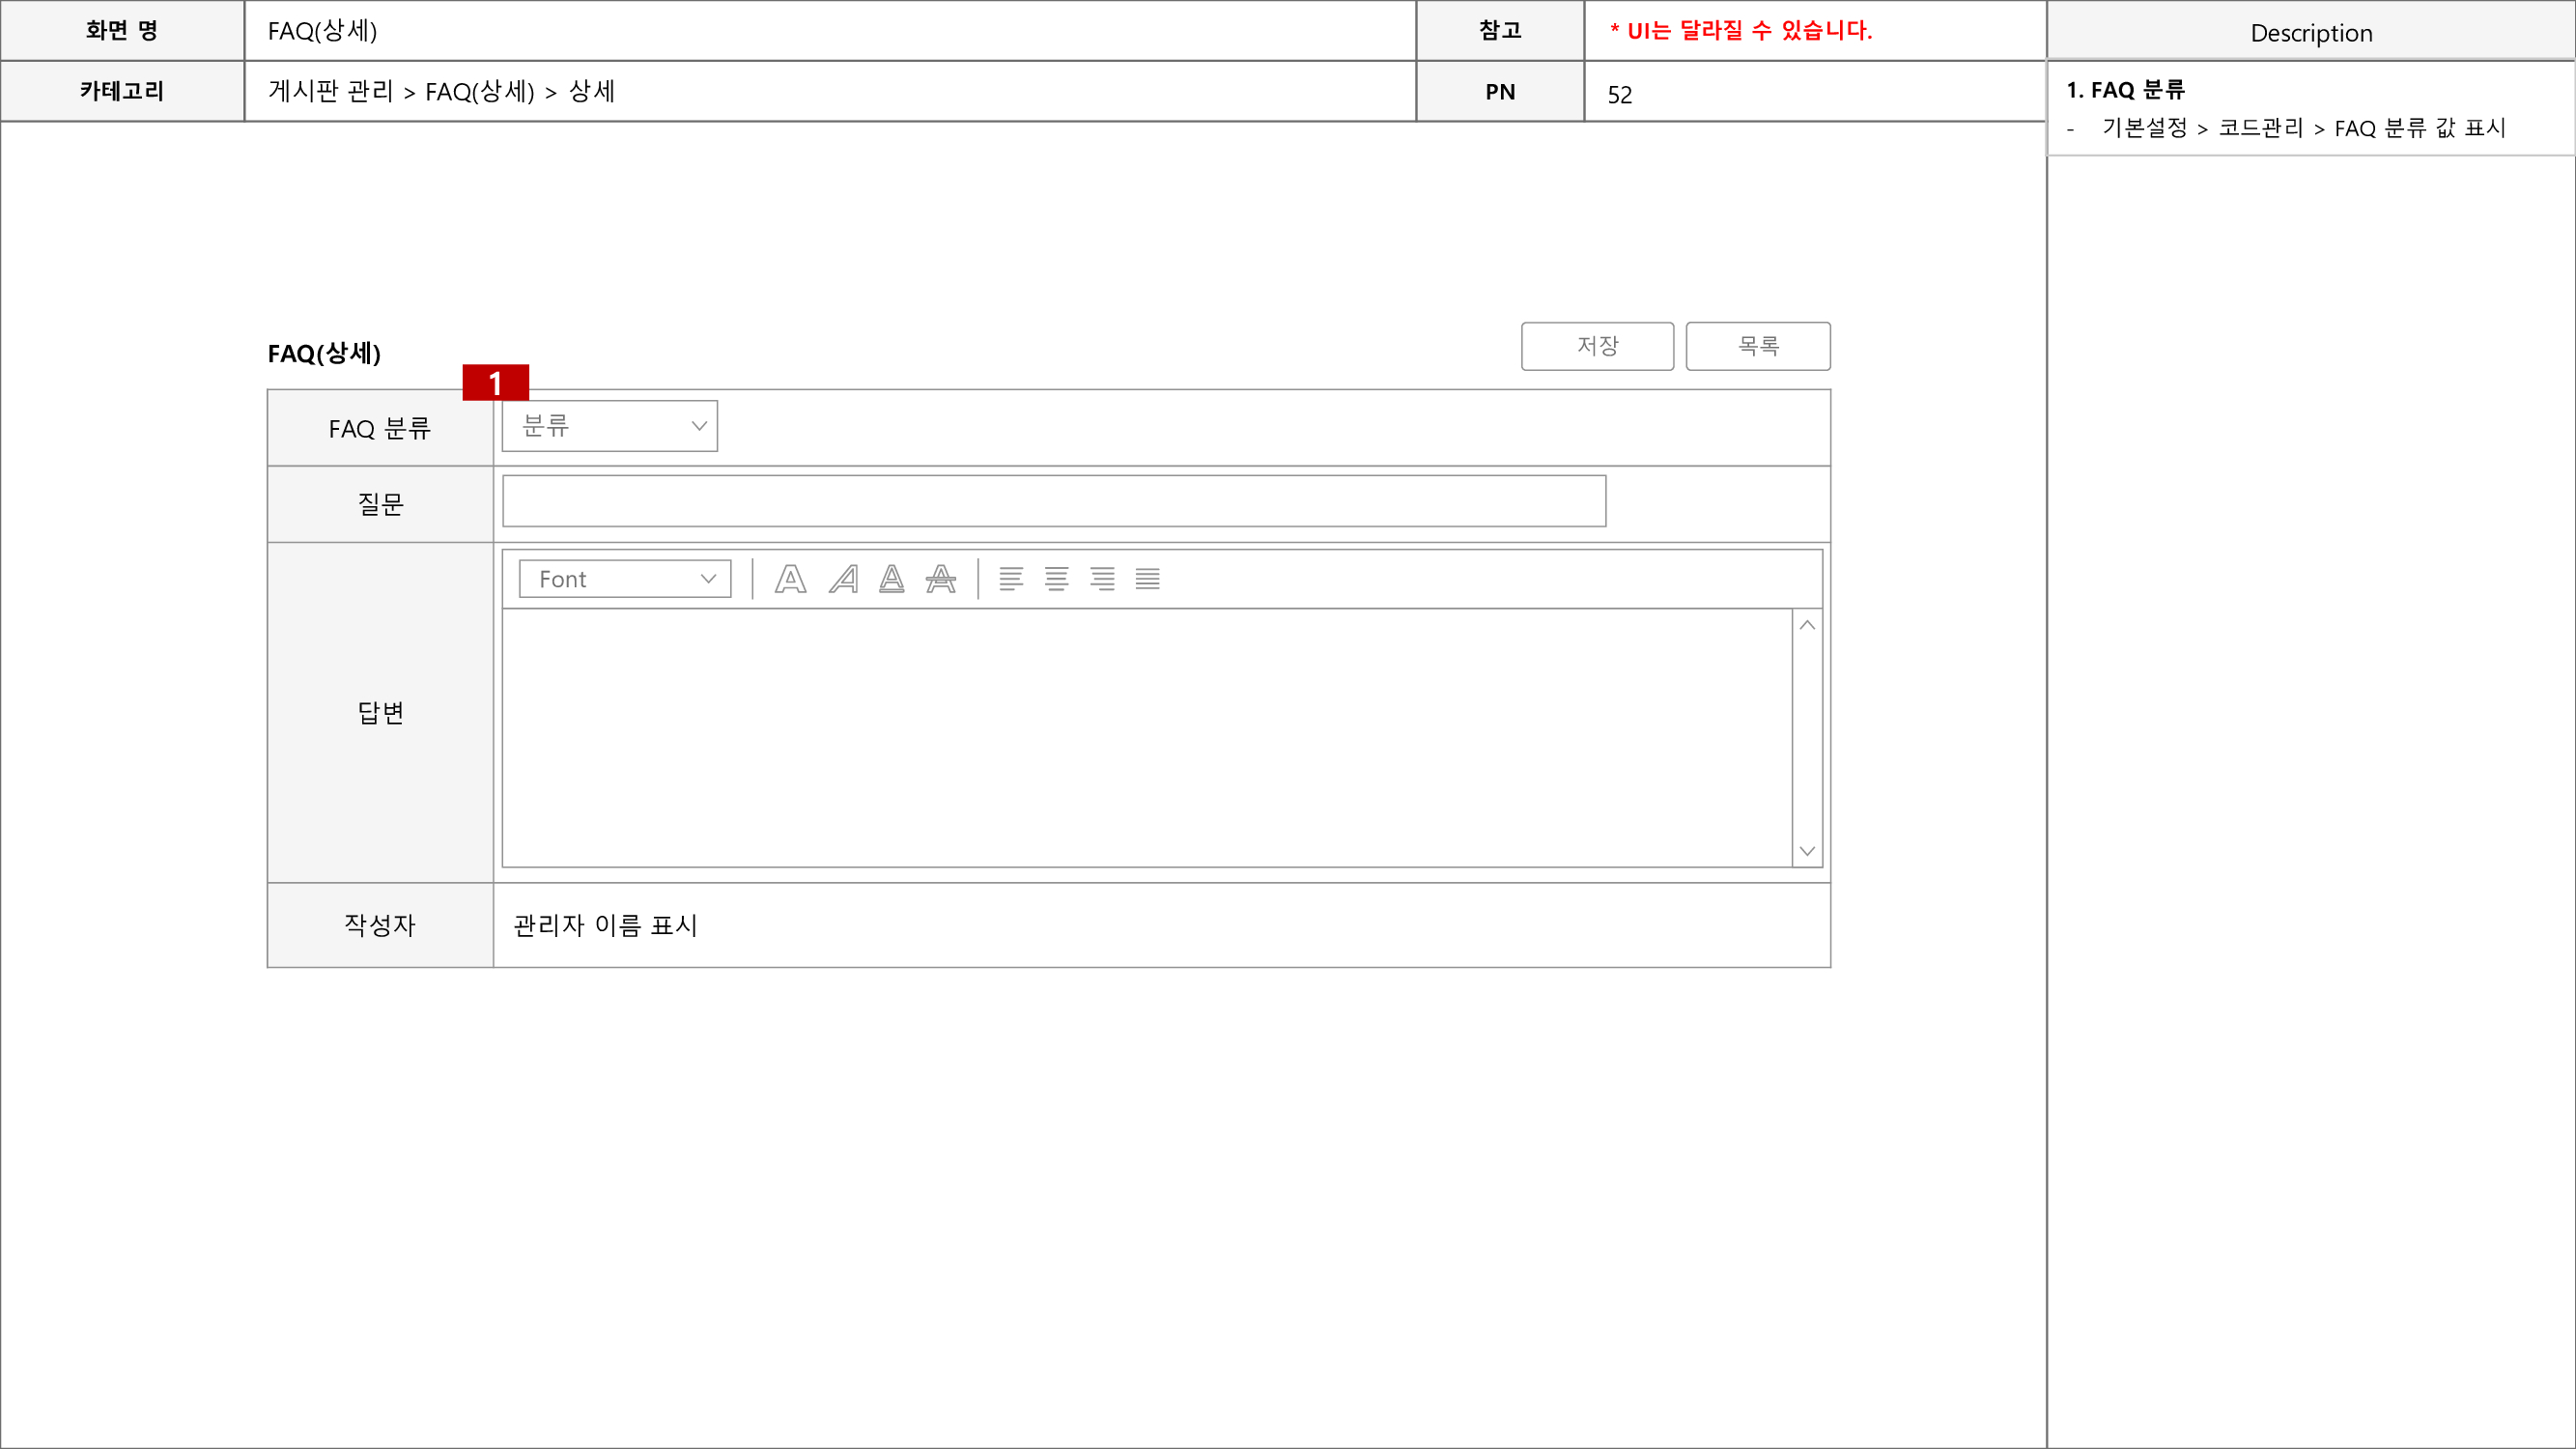 화면 명
FAQ(상세)
참고
* UI는 달라질 수 있습니다.
Description
카테고리
게시판 관리 > FAQ(상세) > 상세
PN
52
1. FAQ 분류
- 기본설정 > 코드관리 > FAQ 분류 값 표시
FAQ(상세)
저장
목록
1
FAQ 분류
분류
질문
Font
A A A A
답변
작성자
관리자 이름 표시